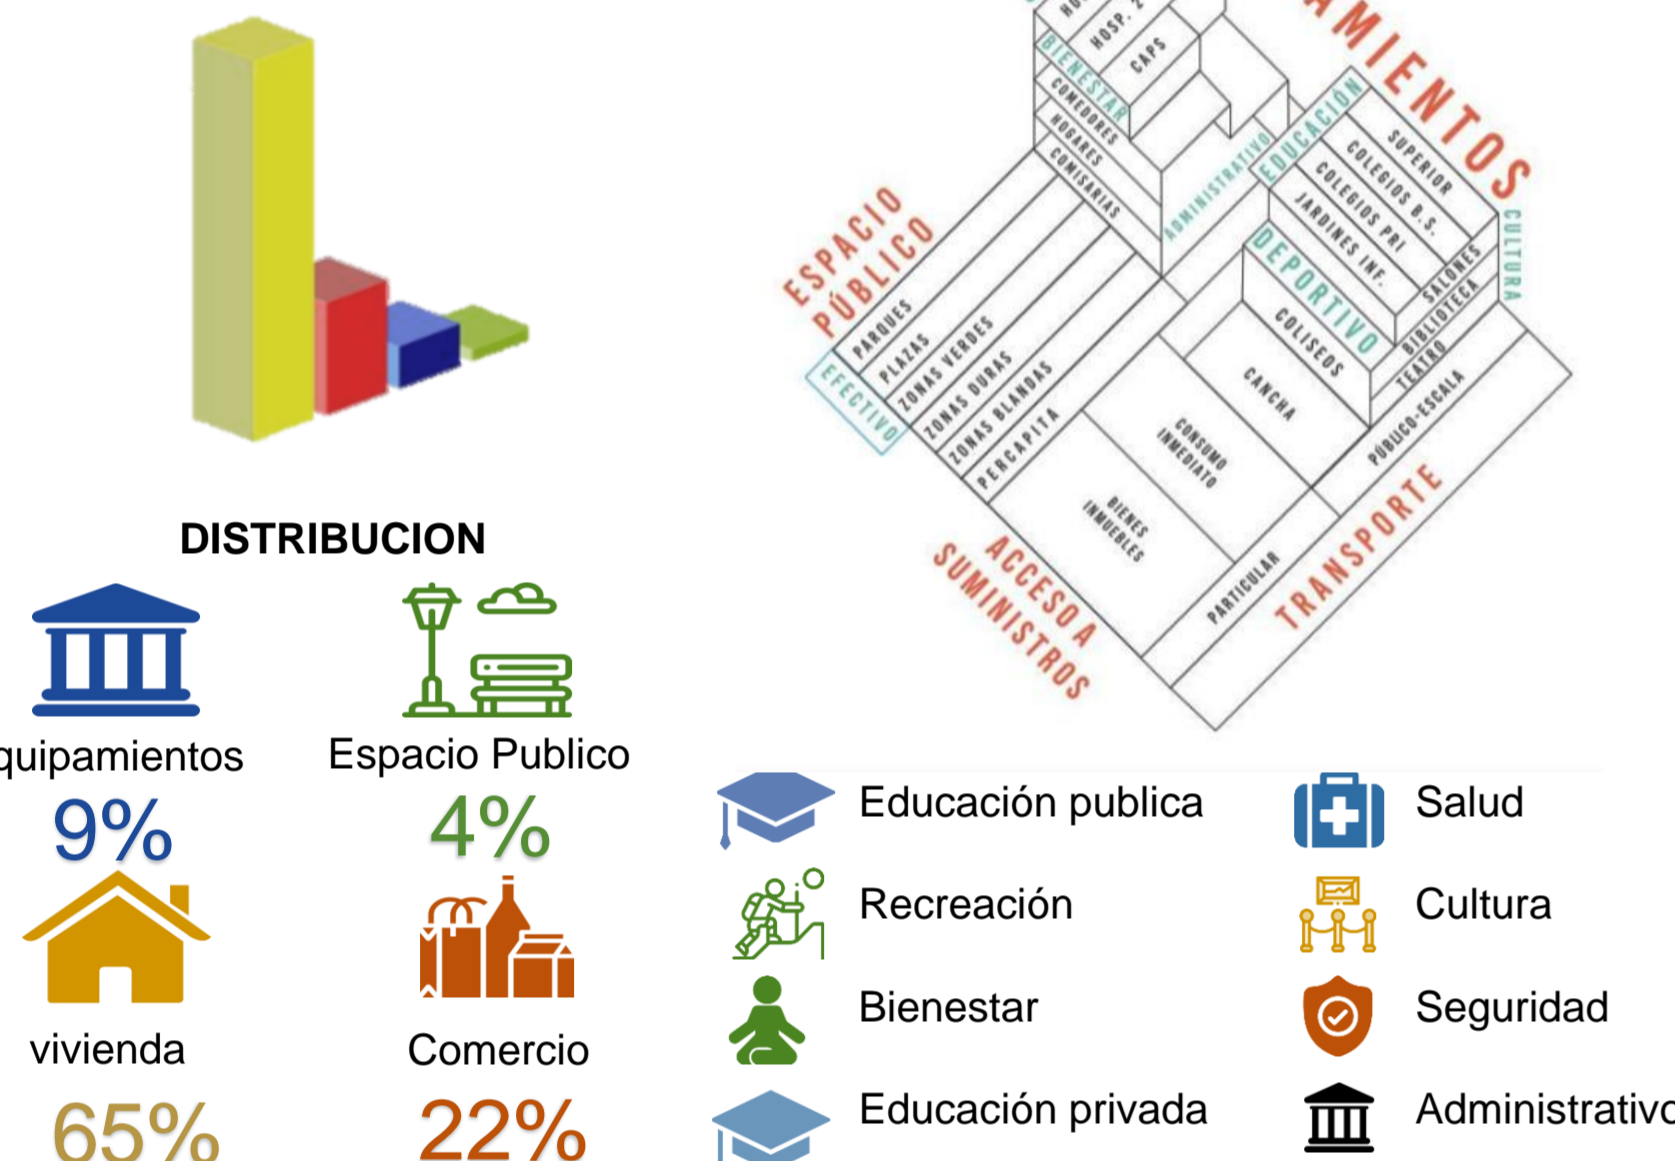 HOSP. 2
CAPS
BIENESTAR
COMEDORES
HOGARES
COMISARIAS
ADMINISTRATIVO
EDUCACIÓN
SUPERIOR
COLEGIOS B.S.
COLEGIOS PRI
JARDINES INF.
CULTURA
SALONES
BIBLIOTECA
TEATRO
DEPORTIVO
COLISEOS
CANCHA
ESPACIO
PÚBLICO
PARQUES
PLAZAS
ZONAS VERDES
ZONAS DURAS
ZONAS BLANDAS
PERCAPITA
EFECTIVO
CONSUMO
INMEDIATO
BIENES
INMUEBLES
ACCESO A
SUMINISTROS
PÚBLICO-ESCALA
PARTICULAR
TRANSPORTE
AMIENTOS
DISTRIBUCION
quipamientos
Espacio Publico
9%
4%
vivienda
Comercio
65%
22%
Educación publica
Salud
Recreación
Cultura
Bienestar
Seguridad
Educación privada
Administrativo